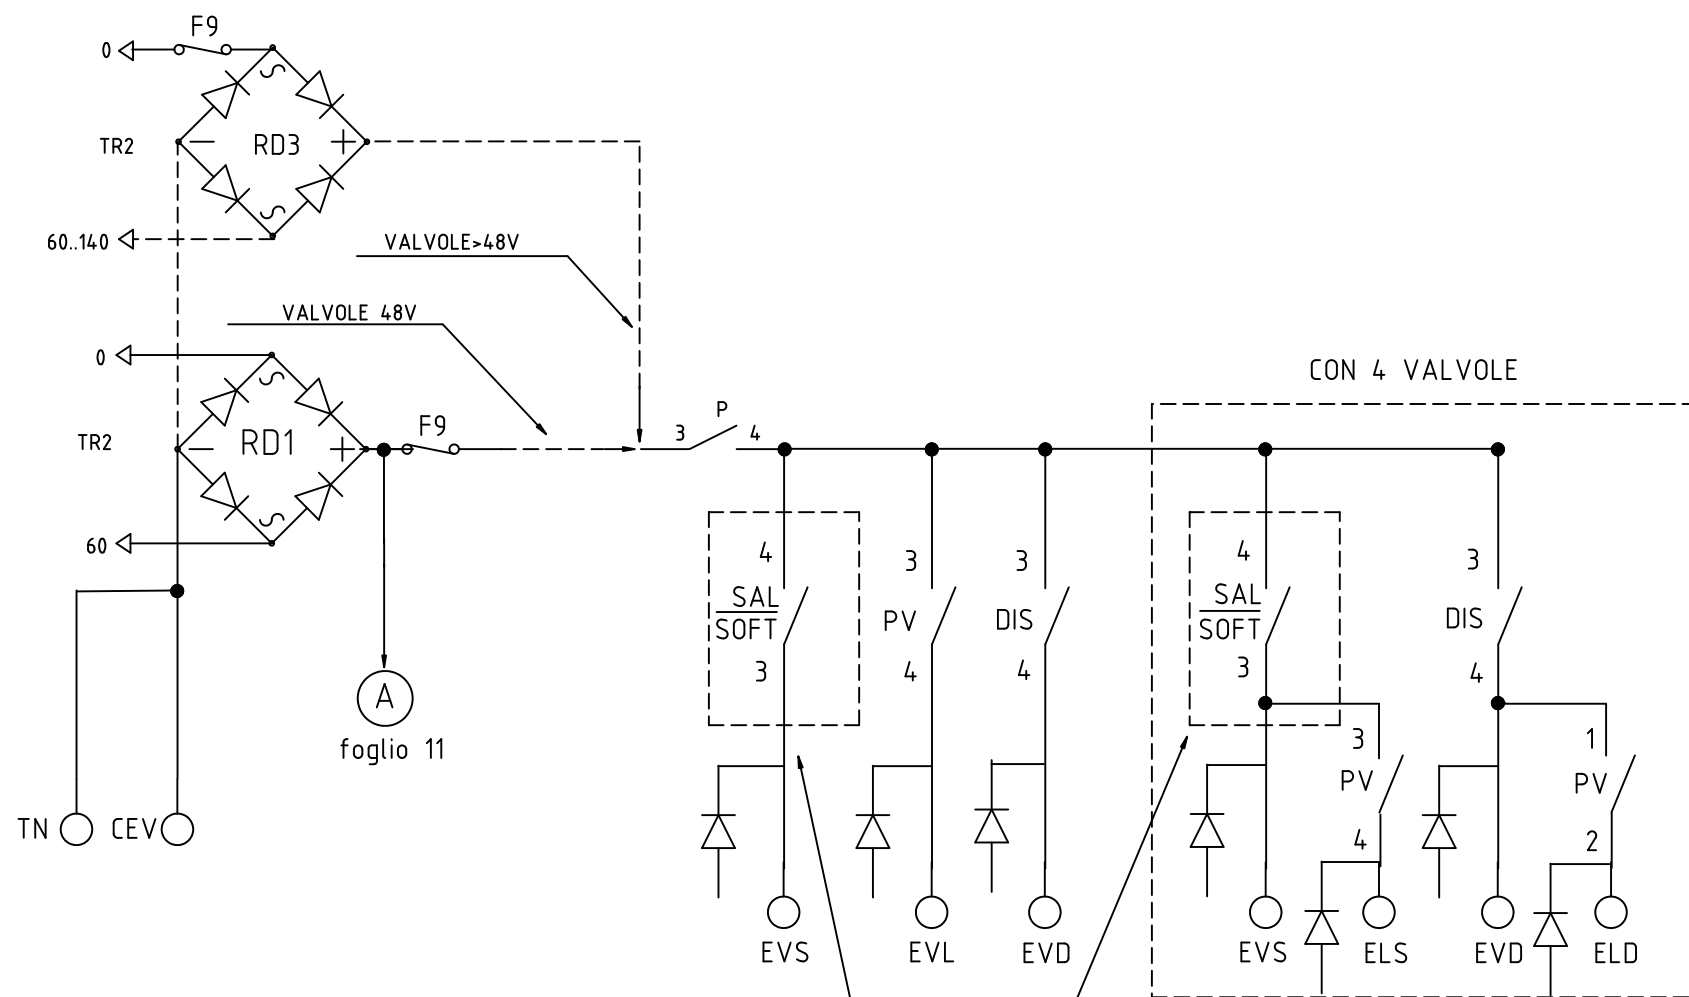 F9
0
RD3
TR2
60..140
VALVOLE>48V
VALVOLE 48V
0
CON 4 VALVOLE
P
3
4
F9
TR2
RD1
60
4
3
3
4
3
SAL
SOFT
PV
DIS
SAL
SOFT
DIS
3
4
4
3
4
A
foglio 11
3
PV
4
1
PV
2
TN
CEV
EVS
EVL
EVD
EVS
ELS
EVD
ELD